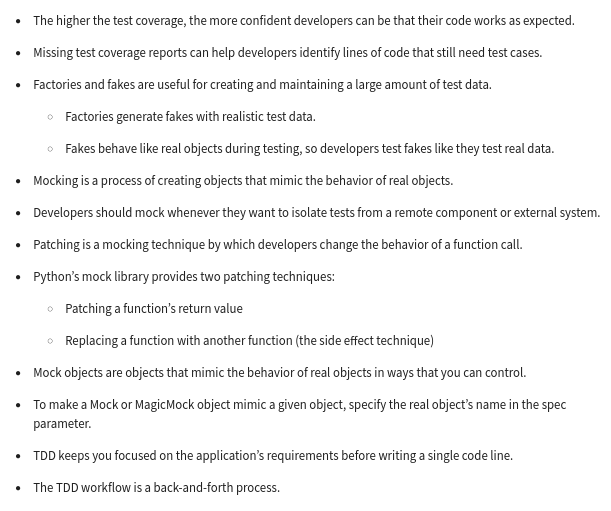 • The higher the test coverage, the more confident developers can be that their code works as expected.
• Missing test coverage reports can help developers identify lines of code that still need test cases.
• Factories and fakes are useful for creating and maintaining a large amount of test data.
○ Factories generate fakes with realistic test data.
○ Fakes behave like real objects during testing, so developers test fakes like they test real data.
• Mocking is a process of creating objects that mimic the behavior of real objects.
• Developers should mock whenever they want to isolate tests from a remote component or external system.
• Patching is a mocking technique by which developers change the behavior of a function call.
• Python’s mock library provides two patching techniques:
○ Patching a function’s return value
○ Replacing a function with another function (the side effect technique)
• Mock objects are objects that mimic the behavior of real objects in ways that you can control.
• To make a Mock or MagicMock object mimic a given object, specify the real object’s name in the spec
parameter.
• TDD keeps you focused on the application’s requirements before writing a single code line.
• The TDD workflow is a back-and-forth process.